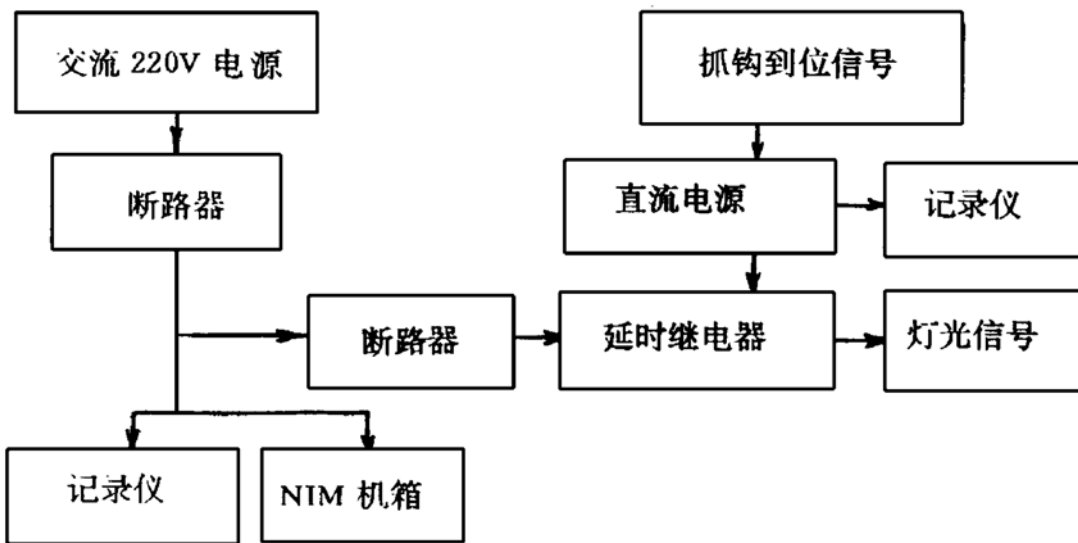 交流 220V 电源
抓钩到位信号
断路器
直流电源
记录仪
断路器
延时继电器
灯光信号
记录仪
NIM 机箱